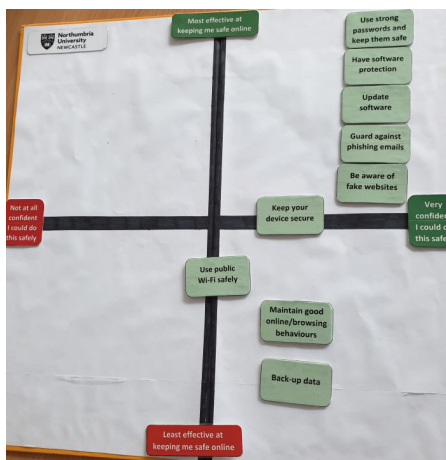 Northumbria
University
NEWCASTLE
Most effective at
keeping me safe online
Use strong
passwords and
keep them safe
Have software
protection
Update
software
Guard against
phishing emails
Be aware of
fake websites
Not at all
confident
I could do
this safely
Keep your
device secure
Very
confident
I could do
this safe
Use public
Wi-Fi safely
Maintain good
online/browsing
behaviours
Back-up data
Least effective at
keeping me safe online